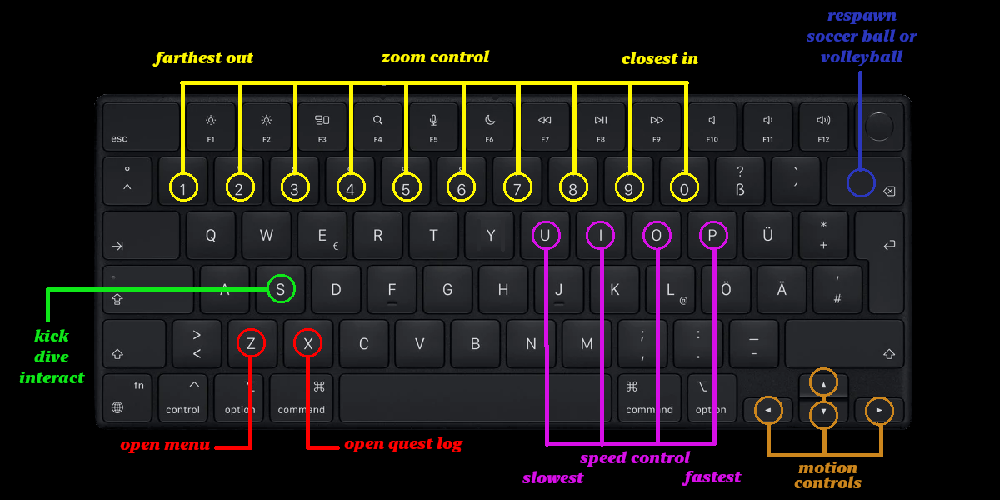 respawn
soccer ball or
volleyball
farthest out
zoom control
closest in
esc F1 F2 F3 F4 F5 F6 F7 F8 F9 F10 F11 F12
° ^ 1 2 3 4 5 6 7 8 9 0 ? ß
Q W E € R T Y U I O P Ü * +
A S D F G H J K L @ Ö Ä ' #
> < Z X C V B N M ; , : . – -
fn control option command command option
kick
dive
interact
open menu
open quest log
speed control
slowest
fastest
motion
controls